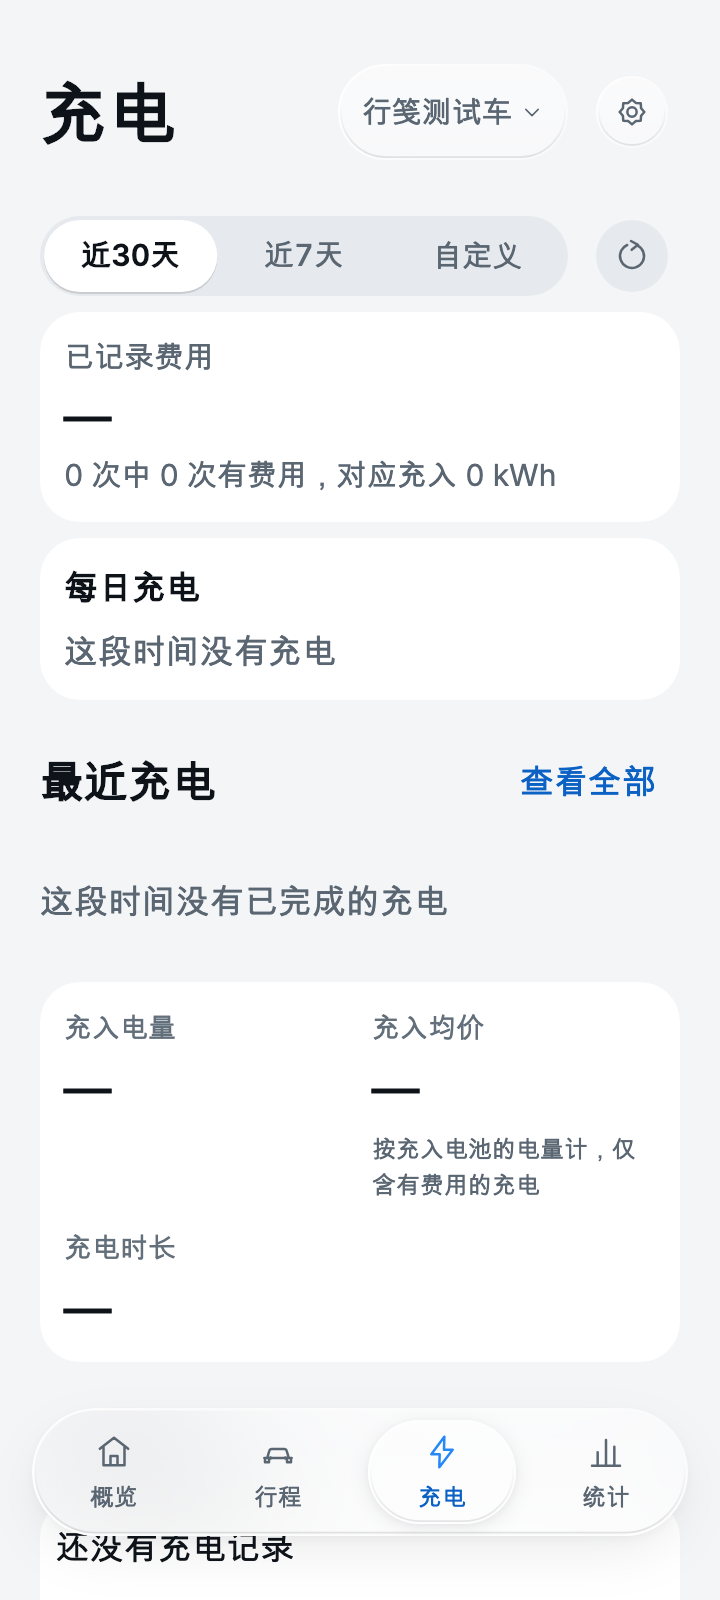 充电
行笺测试车
近30天
近7天
自定义
已记录费用
—
0 次中 0 次有费用，对应充入 0 kWh
每日充电
这段时间没有充电
最近充电
查看全部
这段时间没有已完成的充电
充入电量
—
充入均价
—
按充入电池的电量计，仅
含有费用的充电
充电时长
—
概览
行程
充电
统计
还没有充电记录